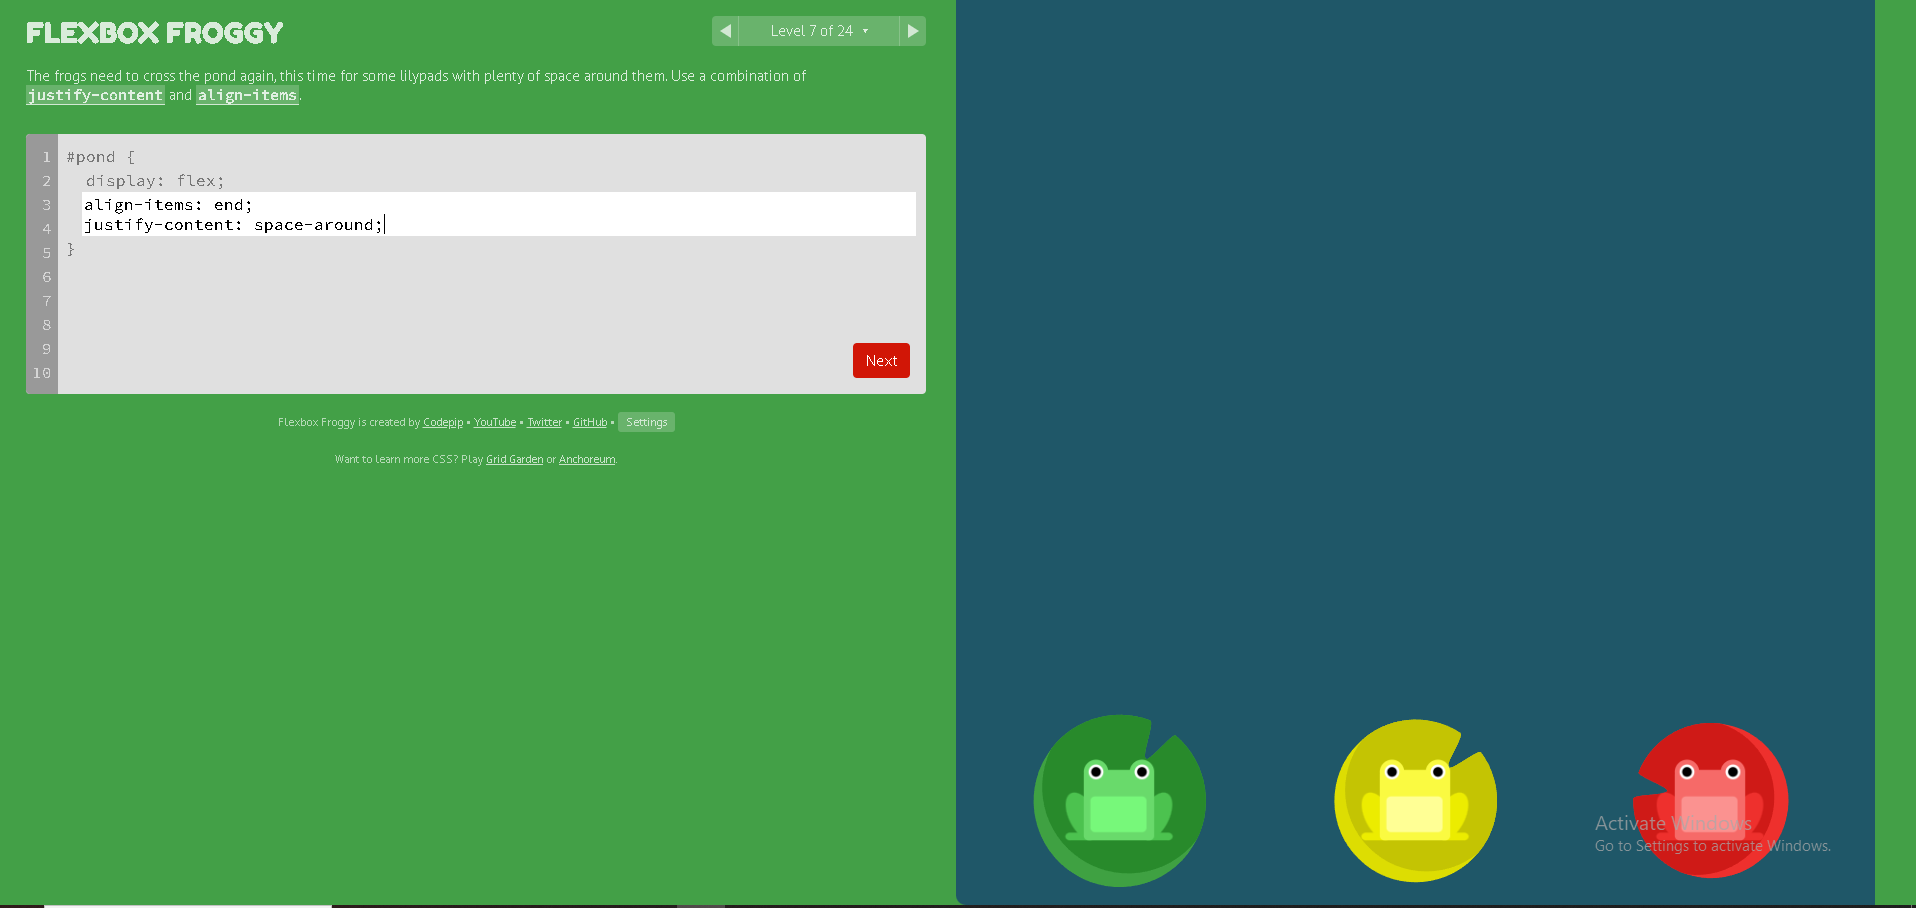 FLEXBOX FROGGY
◀ Level 7 of 24 ▾ ▶
The frogs need to cross the pond again, this time for some lilypads with plenty of space around them. Use a combination of
justify-content and align-items.
1 #pond {
2 display: flex;
3 align-items: end;
4 justify-content: space-around;
5 }
6
7
8
9
10
Next
Flexbox Froggy is created by Codepip • YouTube • Twitter • GitHub • Settings
Want to learn more CSS? Play Grid Garden or Anchoreum.
Activate Windows
Go to Settings to activate Windows.